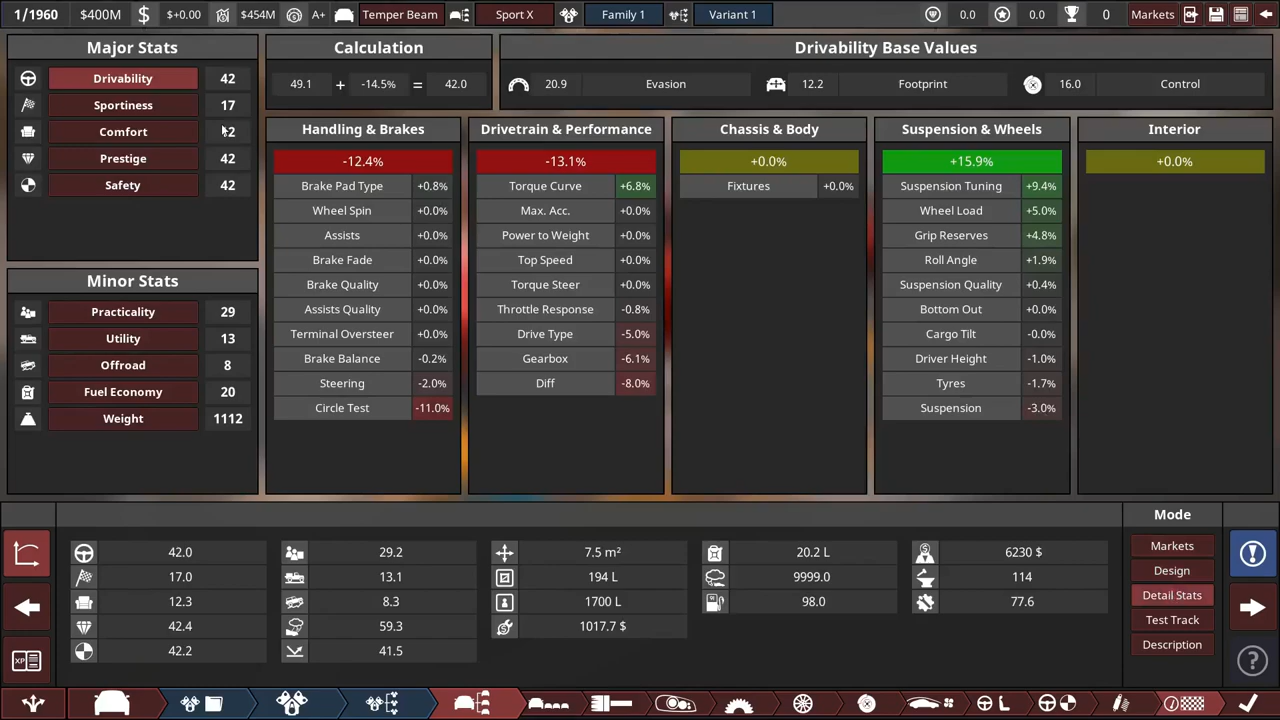 1/1960 $400M $+0.00 $454M A+ Temper Beam Sport X Family 1 Variant 1 0.0 0.0 0 Markets
Major Stats
Drivability 42
Sportiness 17
Comfort 2
Prestige 42
Safety 42
Minor Stats
Practicality 29
Utility 13
Offroad 8
Fuel Economy 20
Weight 1112
Calculation
49.1 + -14.5% = 42.0
Drivability Base Values
20.9 Evasion 12.2 Footprint 16.0 Control
Handling & Brakes
-12.4%
Brake Pad Type +0.8%
Wheel Spin +0.0%
Assists +0.0%
Brake Fade +0.0%
Brake Quality +0.0%
Assists Quality +0.0%
Terminal Oversteer +0.0%
Brake Balance -0.2%
Steering -2.0%
Circle Test -11.0%
Drivetrain & Performance
-13.1%
Torque Curve +6.8%
Max. Acc. +0.0%
Power to Weight +0.0%
Top Speed +0.0%
Torque Steer +0.0%
Throttle Response -0.8%
Drive Type -5.0%
Gearbox -6.1%
Diff -8.0%
Chassis & Body
+0.0%
Fixtures +0.0%
Suspension & Wheels
+15.9%
Suspension Tuning +9.4%
Wheel Load +5.0%
Grip Reserves +4.8%
Roll Angle +1.9%
Suspension Quality +0.4%
Bottom Out +0.0%
Cargo Tilt -0.0%
Driver Height -1.0%
Tyres -1.7%
Suspension -3.0%
Interior
+0.0%
42.0 29.2 7.5 m² 20.2 L 6230 $
17.0 13.1 194 L 9999.0 114
12.3 8.3 1700 L 98.0 77.6
42.4 59.3 1017.7 $
42.2 41.5
Mode
Markets
Design
Detail Stats
Test Track
Description
XP